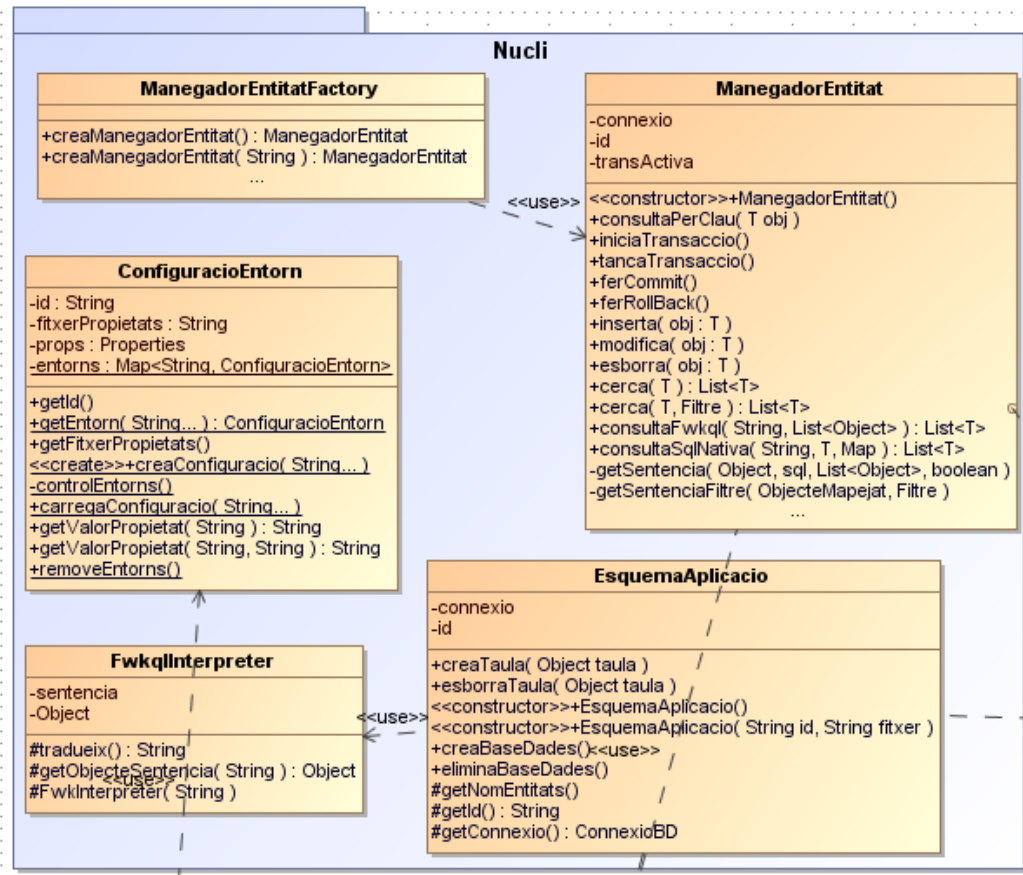 Nucli
ManegadorEntitatFactory
+creaManegadorEntitat() : ManegadorEntitat
+creaManegadorEntitat( String ) : ManegadorEntitat
...
<<use>>
ManegadorEntitat
-connexio
-id
-transActiva
<<constructor>>+ManegadorEntitat()
+consultaPerClau( T obj )
+iniciaTransaccio()
+tancaTransaccio()
+ferCommit()
+ferRollBack()
+inserta( obj : T )
+modifica( obj : T )
+esborra( obj : T )
+cerca( T ) : List<T>
+cerca( T, Filtre ) : List<T>
+consultaFwkql( String, List<Object> ) : List<T>
+consultaSqlNativa( String, T, Map ) : List<T>
-getSentencia( Object, sql, List<Object>, boolean )
-getSentenciaFiltre( ObjecteMapejat, Filtre )
...
ConfiguracioEntorn
-id : String
-fitxerPropietats : String
-props : Properties
-entorns : Map<String, ConfiguracioEntorn>
+getId()
+getEntorn( String... ) : ConfiguracioEntorn
+getFitxerPropietats()
<<create>>+creaConfiguracio( String... )
-controlEntorns()
+carregaConfiguracio( String... )
+getValorPropietat( String ) : String
+getValorPropietat( String, String ) : String
+removeEntorns()
FwkqlInterpreter
-sentencia
-Object
#tradueix() : String
#getObjecteSentencia( String ) : Object
<<use>>
#FwkInterpreter( String )
<<use>>
EsquemaAplicacio
-connexio
-id
+creaTaula( Object taula )
+esborraTaula( Object taula )
<<constructor>>+EsquemaAplicacio()
<<constructor>>+EsquemaAplicacio( String id, String fitxer )
+creaBaseDades()
<<use>>
+eliminaBaseDades()
#getNomEntitats()
#getId() : String
#getConnexio() : ConnexioBD